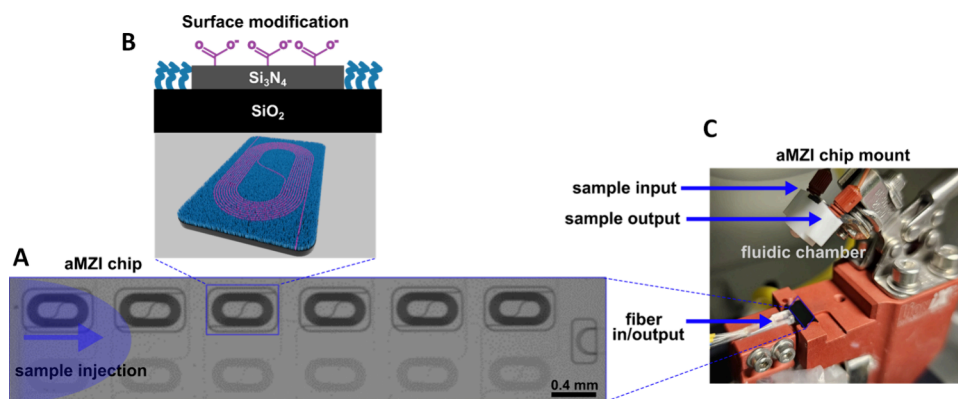 B
Surface modification
O O⁻ O O⁻ O O⁻
Si₃N₄
SiO₂
C
aMZI chip mount
sample input
sample output
fluidic chamber
fiber
in/output
A
aMZI chip
sample injection
0.4 mm